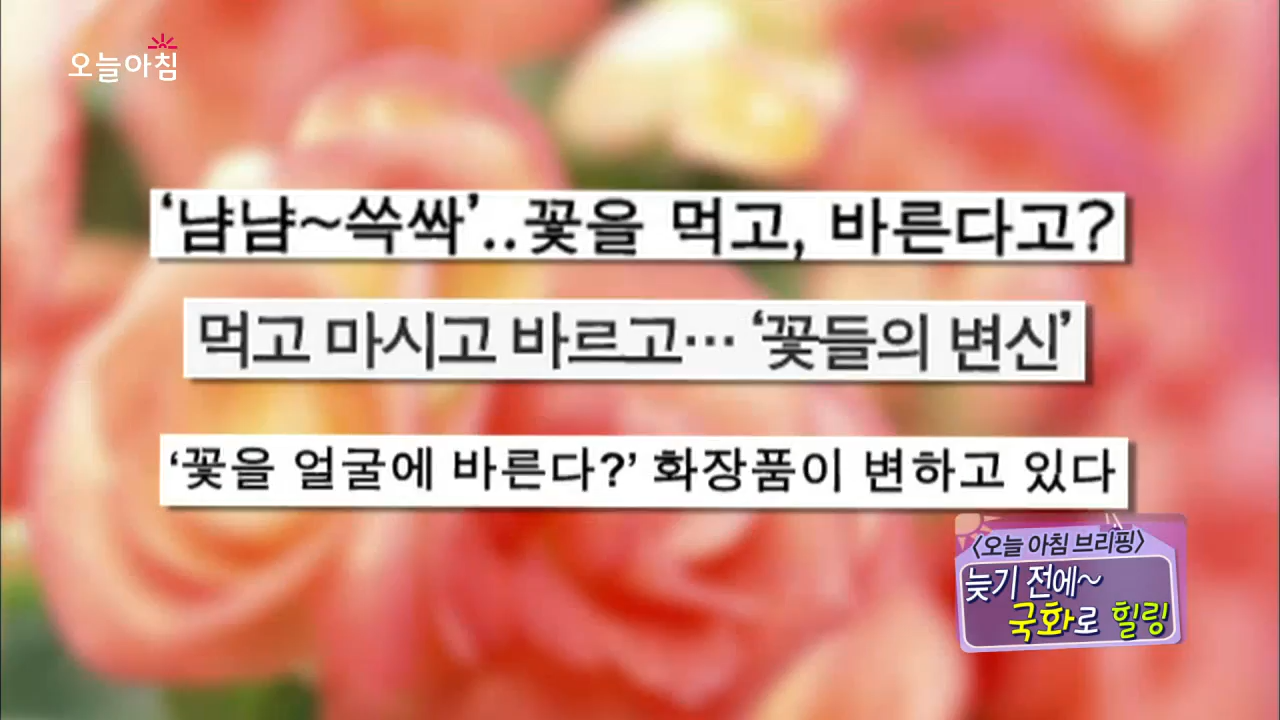 오늘아침
‘냠냠~쓱싹’..꽃을 먹고, 바른다고?
먹고 마시고 바르고… ‘꽃들의 변신’
‘꽃을 얼굴에 바른다?’ 화장품이 변하고 있다
<오늘 아침 브리핑>
늦기 전에~
국화로 힐링